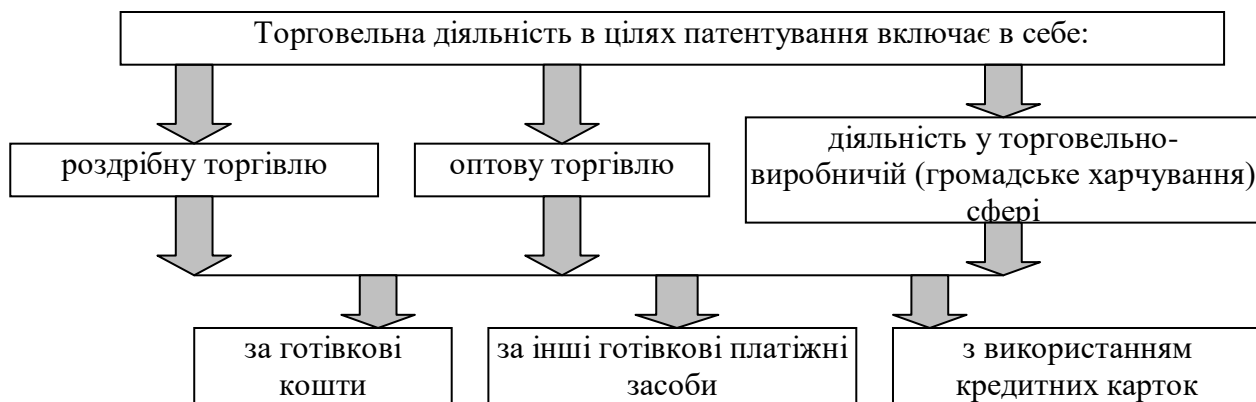 Торговельна діяльність в цілях патентування включає в себе:
роздрібну торгівлю
оптову торгівлю
діяльність у торговельно-
виробничій (громадське харчування)
сфері
за готівкові
кошти
за інші готівкові платіжні
засоби
з використанням
кредитних карток